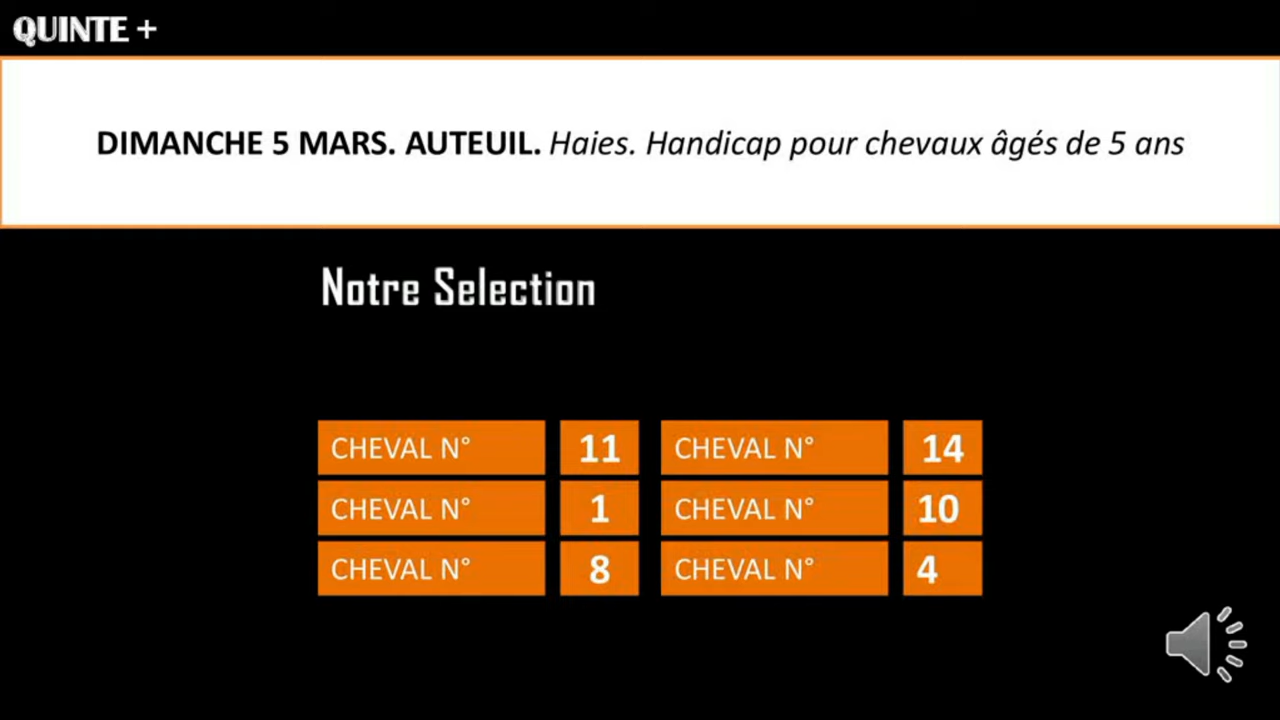 QUINTE +
DIMANCHE 5 MARS. AUTEUIL. Haies. Handicap pour chevaux âgés de 5 ans
Notre Selection
CHEVAL N° 11 CHEVAL N° 14
CHEVAL N° 1 CHEVAL N° 10
CHEVAL N° 8 CHEVAL N° 4